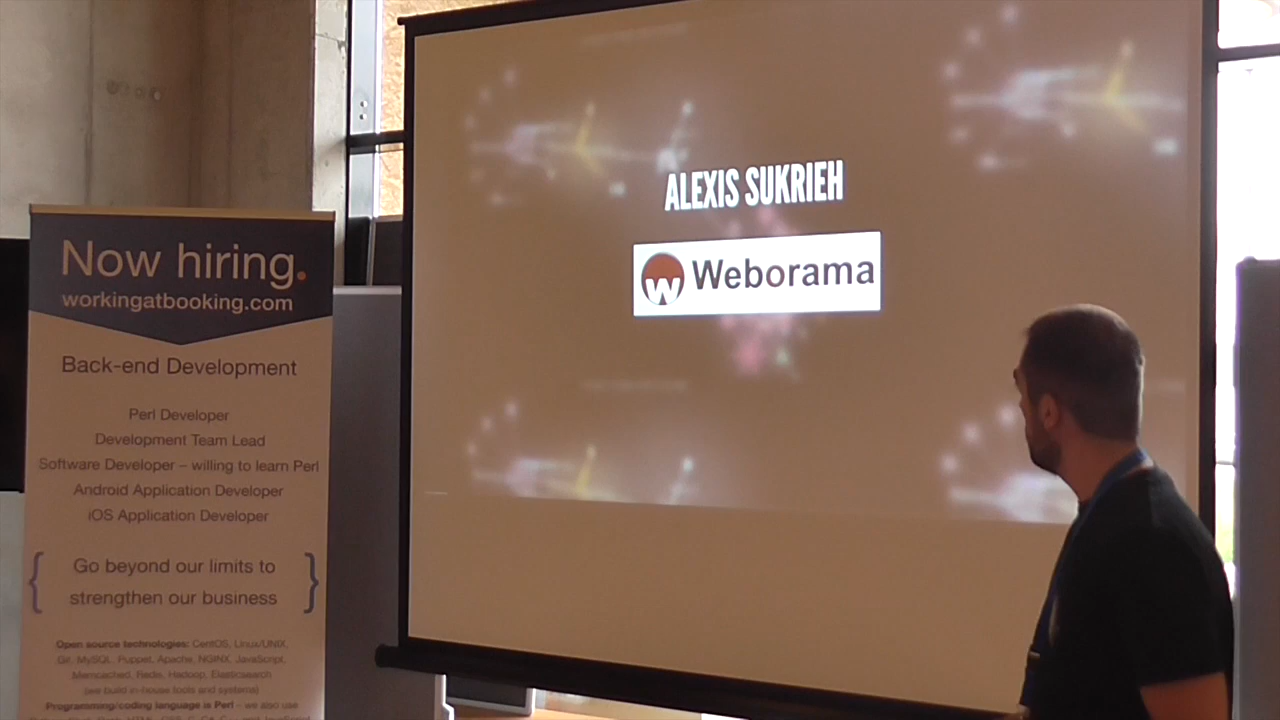 Now hiring.
workingatbooking.com
Back-end Development
Perl Developer
Development Team Lead
Software Developer – willing to learn Perl
Android Application Developer
iOS Application Developer
{ Go beyond our limits to
strengthen our business }
Open source technologies: CentOS, Linux/UNIX,
Git, MySQL, Puppet, Apache, NGINX, JavaScript,
Memcached, Redis, Hadoop, Elasticsearch
(we build in-house tools and systems)
Programming/coding language is Perl – we also use
ALEXIS SUKRIEH
W Weborama